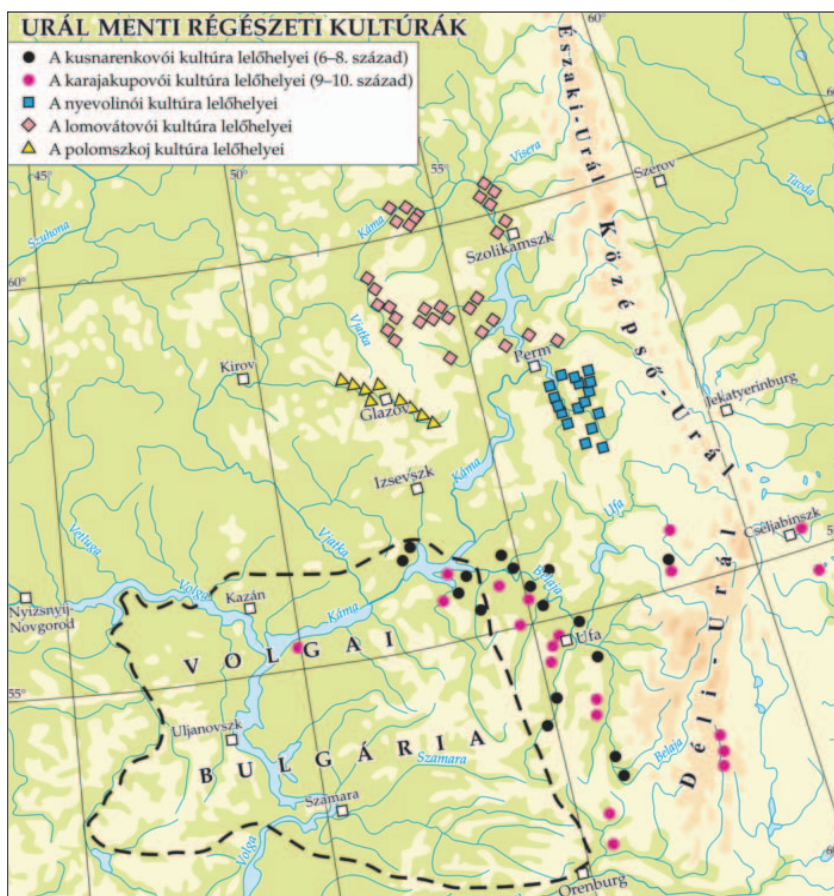 URÁL MENTI RÉGÉSZETI KULTÚRÁK
A kusnarenkovói kultúra lelőhelyei (6–8. század)
A karajakupovói kultúra lelőhelyei (9–10. század)
A nyevolinói kultúra lelőhelyei
A lomovátovói kultúra lelőhelyei
A polomszkoj kultúra lelőhelyei
60°
Északi-Urál
45°
50°
55°
Visera
Szerov
Tavda
Szuhona
Káma
Szolikamszk
Középső-Urál
60°
Vjatka
Kirov
Perm
Glazov
Jekatyerinburg
Izsevszk
Káma
Ufa
Cseljabinszk
55°
Vetluga
Vjatka
Volga
Belaja
Nyizsnyij-
Novgorod
Kazán
Káma
Ufa
VOLGAI
55°
Déli-Urál
Uljanovszk
Szamara
Belaja
BULGÁRIA
Szamara
Volga
Orenburg
60